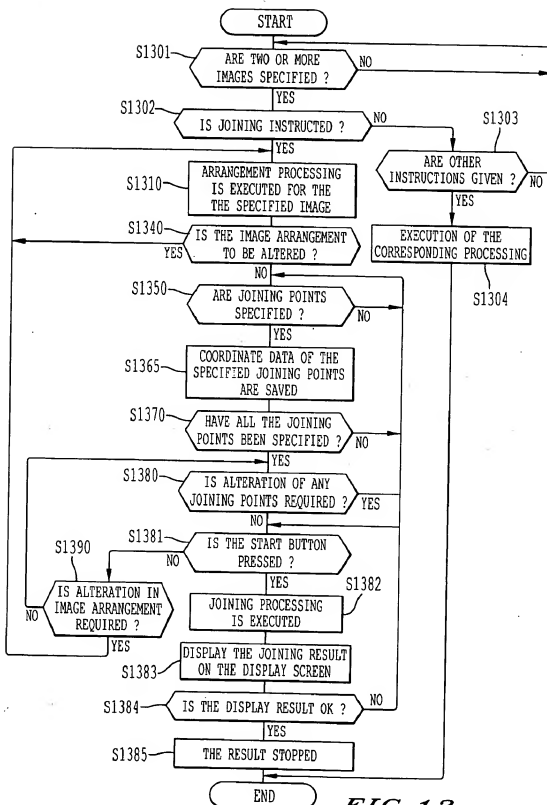 START
S1301
ARE TWO OR MORE
IMAGES SPECIFIED ?
NO
YES
S1302
IS JOINING INSTRUCTED ?
NO
YES
S1303
ARE OTHER
INSTRUCTIONS GIVEN ?
NO
YES
S1310
ARRANGEMENT PROCESSING
IS EXECUTED FOR THE
THE SPECIFIED IMAGE
EXECUTION OF THE
CORRESPONDING PROCESSING
S1304
S1340
IS THE IMAGE ARRANGEMENT
TO BE ALTERED ?
YES
NO
S1350
ARE JOINING POINTS
SPECIFIED ?
NO
YES
S1365
COORDINATE DATA OF THE
SPECIFIED JOINING POINTS
ARE SAVED
S1370
HAVE ALL THE JOINING
POINTS BEEN SPECIFIED ?
NO
YES
S1380
IS ALTERATION OF ANY
JOINING POINTS REQUIRED ?
YES
NO
S1381
IS THE START BUTTON
PRESSED ?
NO
YES
S1390
IS ALTERATION IN
IMAGE ARRANGEMENT
REQUIRED ?
NO
YES
S1382
JOINING PROCESSING
IS EXECUTED
S1383
DISPLAY THE JOINING RESULT
ON THE DISPLAY SCREEN
S1384
IS THE DISPLAY RESULT OK ?
NO
YES
S1385
THE RESULT STOPPED
END